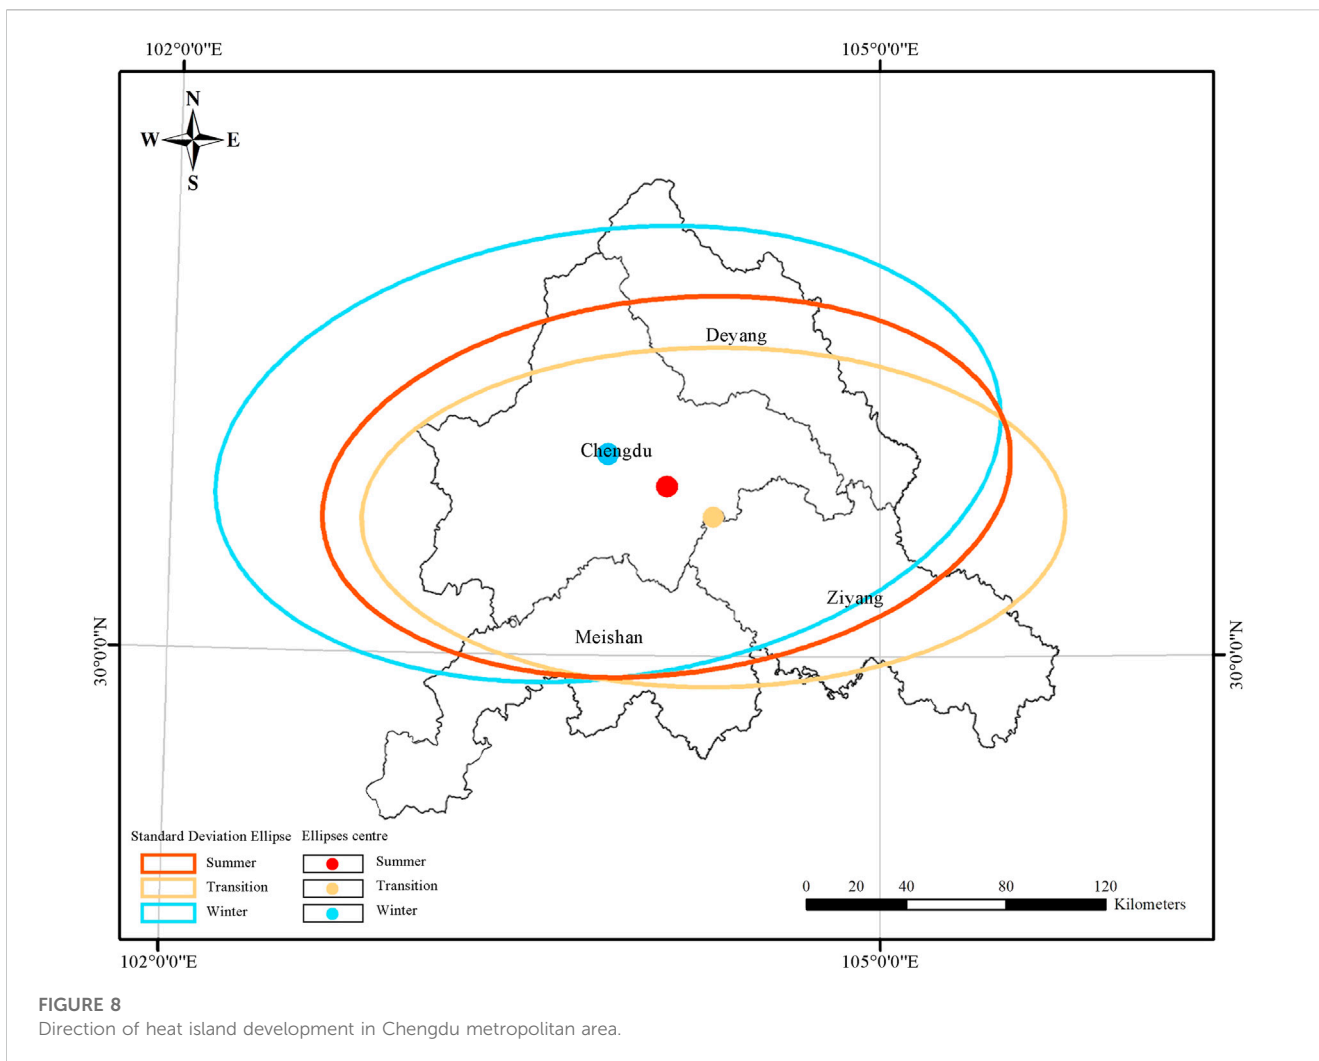 102°0'0"E 105°0'0"E
N
W E
S
Deyang
Chengdu
Ziyang
Meishan
30°0'0"N
30°0'0"N
Standard Deviation Ellipse Ellipses centre
Summer Summer
Transition Transition
Winter Winter
0 20 40 80 120
Kilometers
102°0'0"E 105°0'0"E
FIGURE 8
Direction of heat island development in Chengdu metropolitan area.